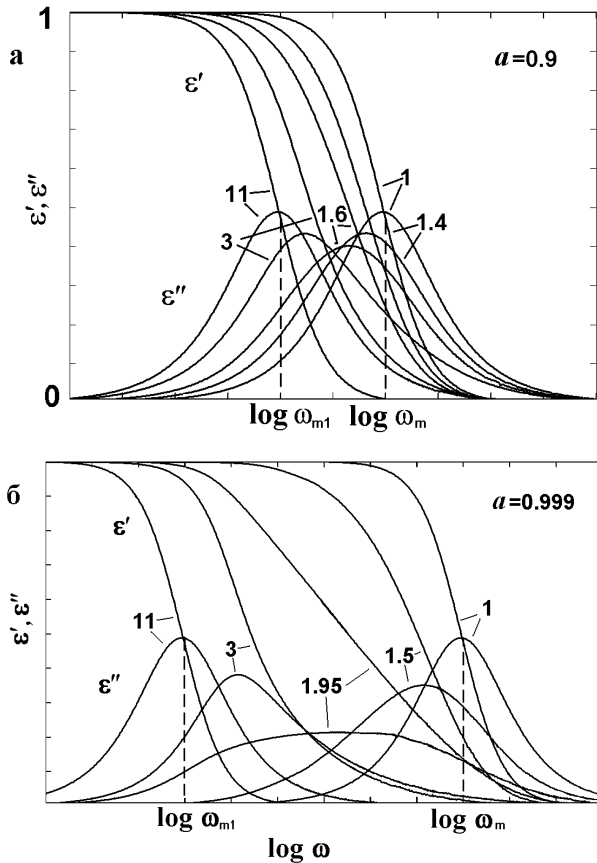 1
а
ε′
a=0.9
ε′, ε″
11
1.6
1
3
1.4
ε″
0
log ωm1 log ωm
б
a=0.999
ε′
ε′, ε″
11
3
1
1.5
ε″
1.95
log ωm1 log ωm
log ω